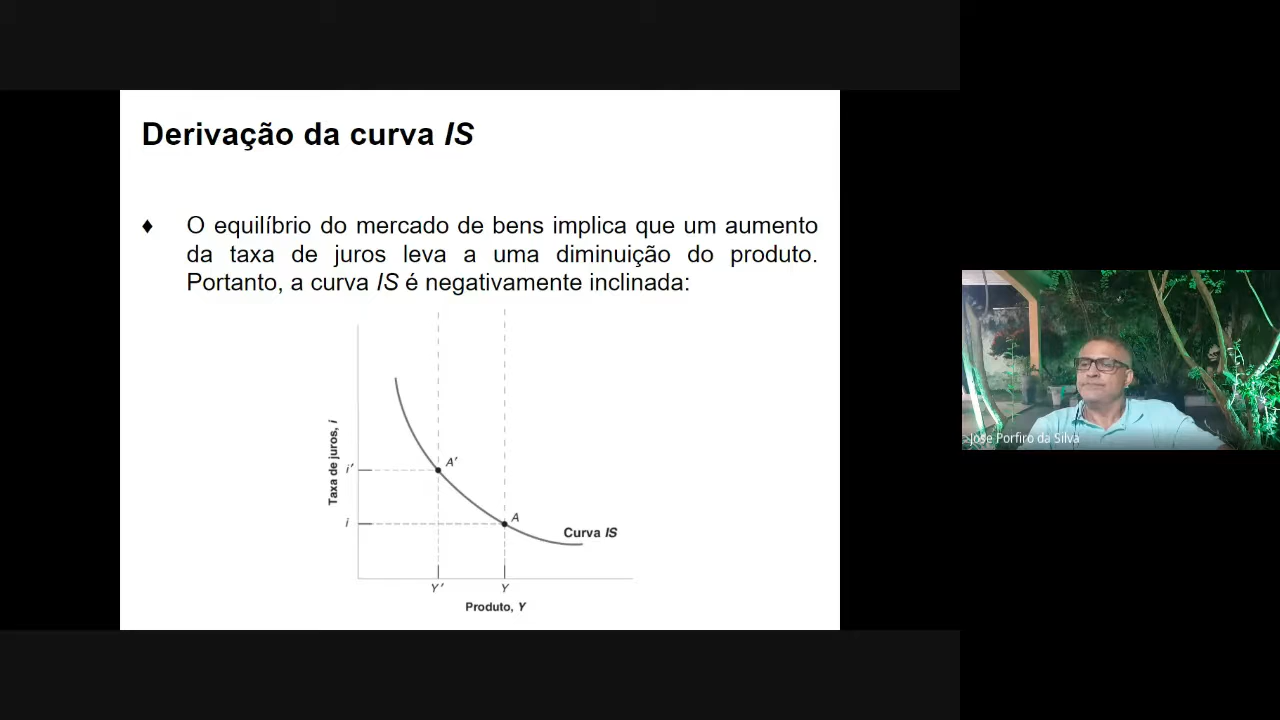 Derivação da curva IS
♦ O equilíbrio do mercado de bens implica que um aumento
da taxa de juros leva a uma diminuição do produto.
Portanto, a curva IS é negativamente inclinada:
Taxa de juros, i
i′
A′
i
A
Curva IS
Y′
Y
Produto, Y
Jose Porfiro da Silva